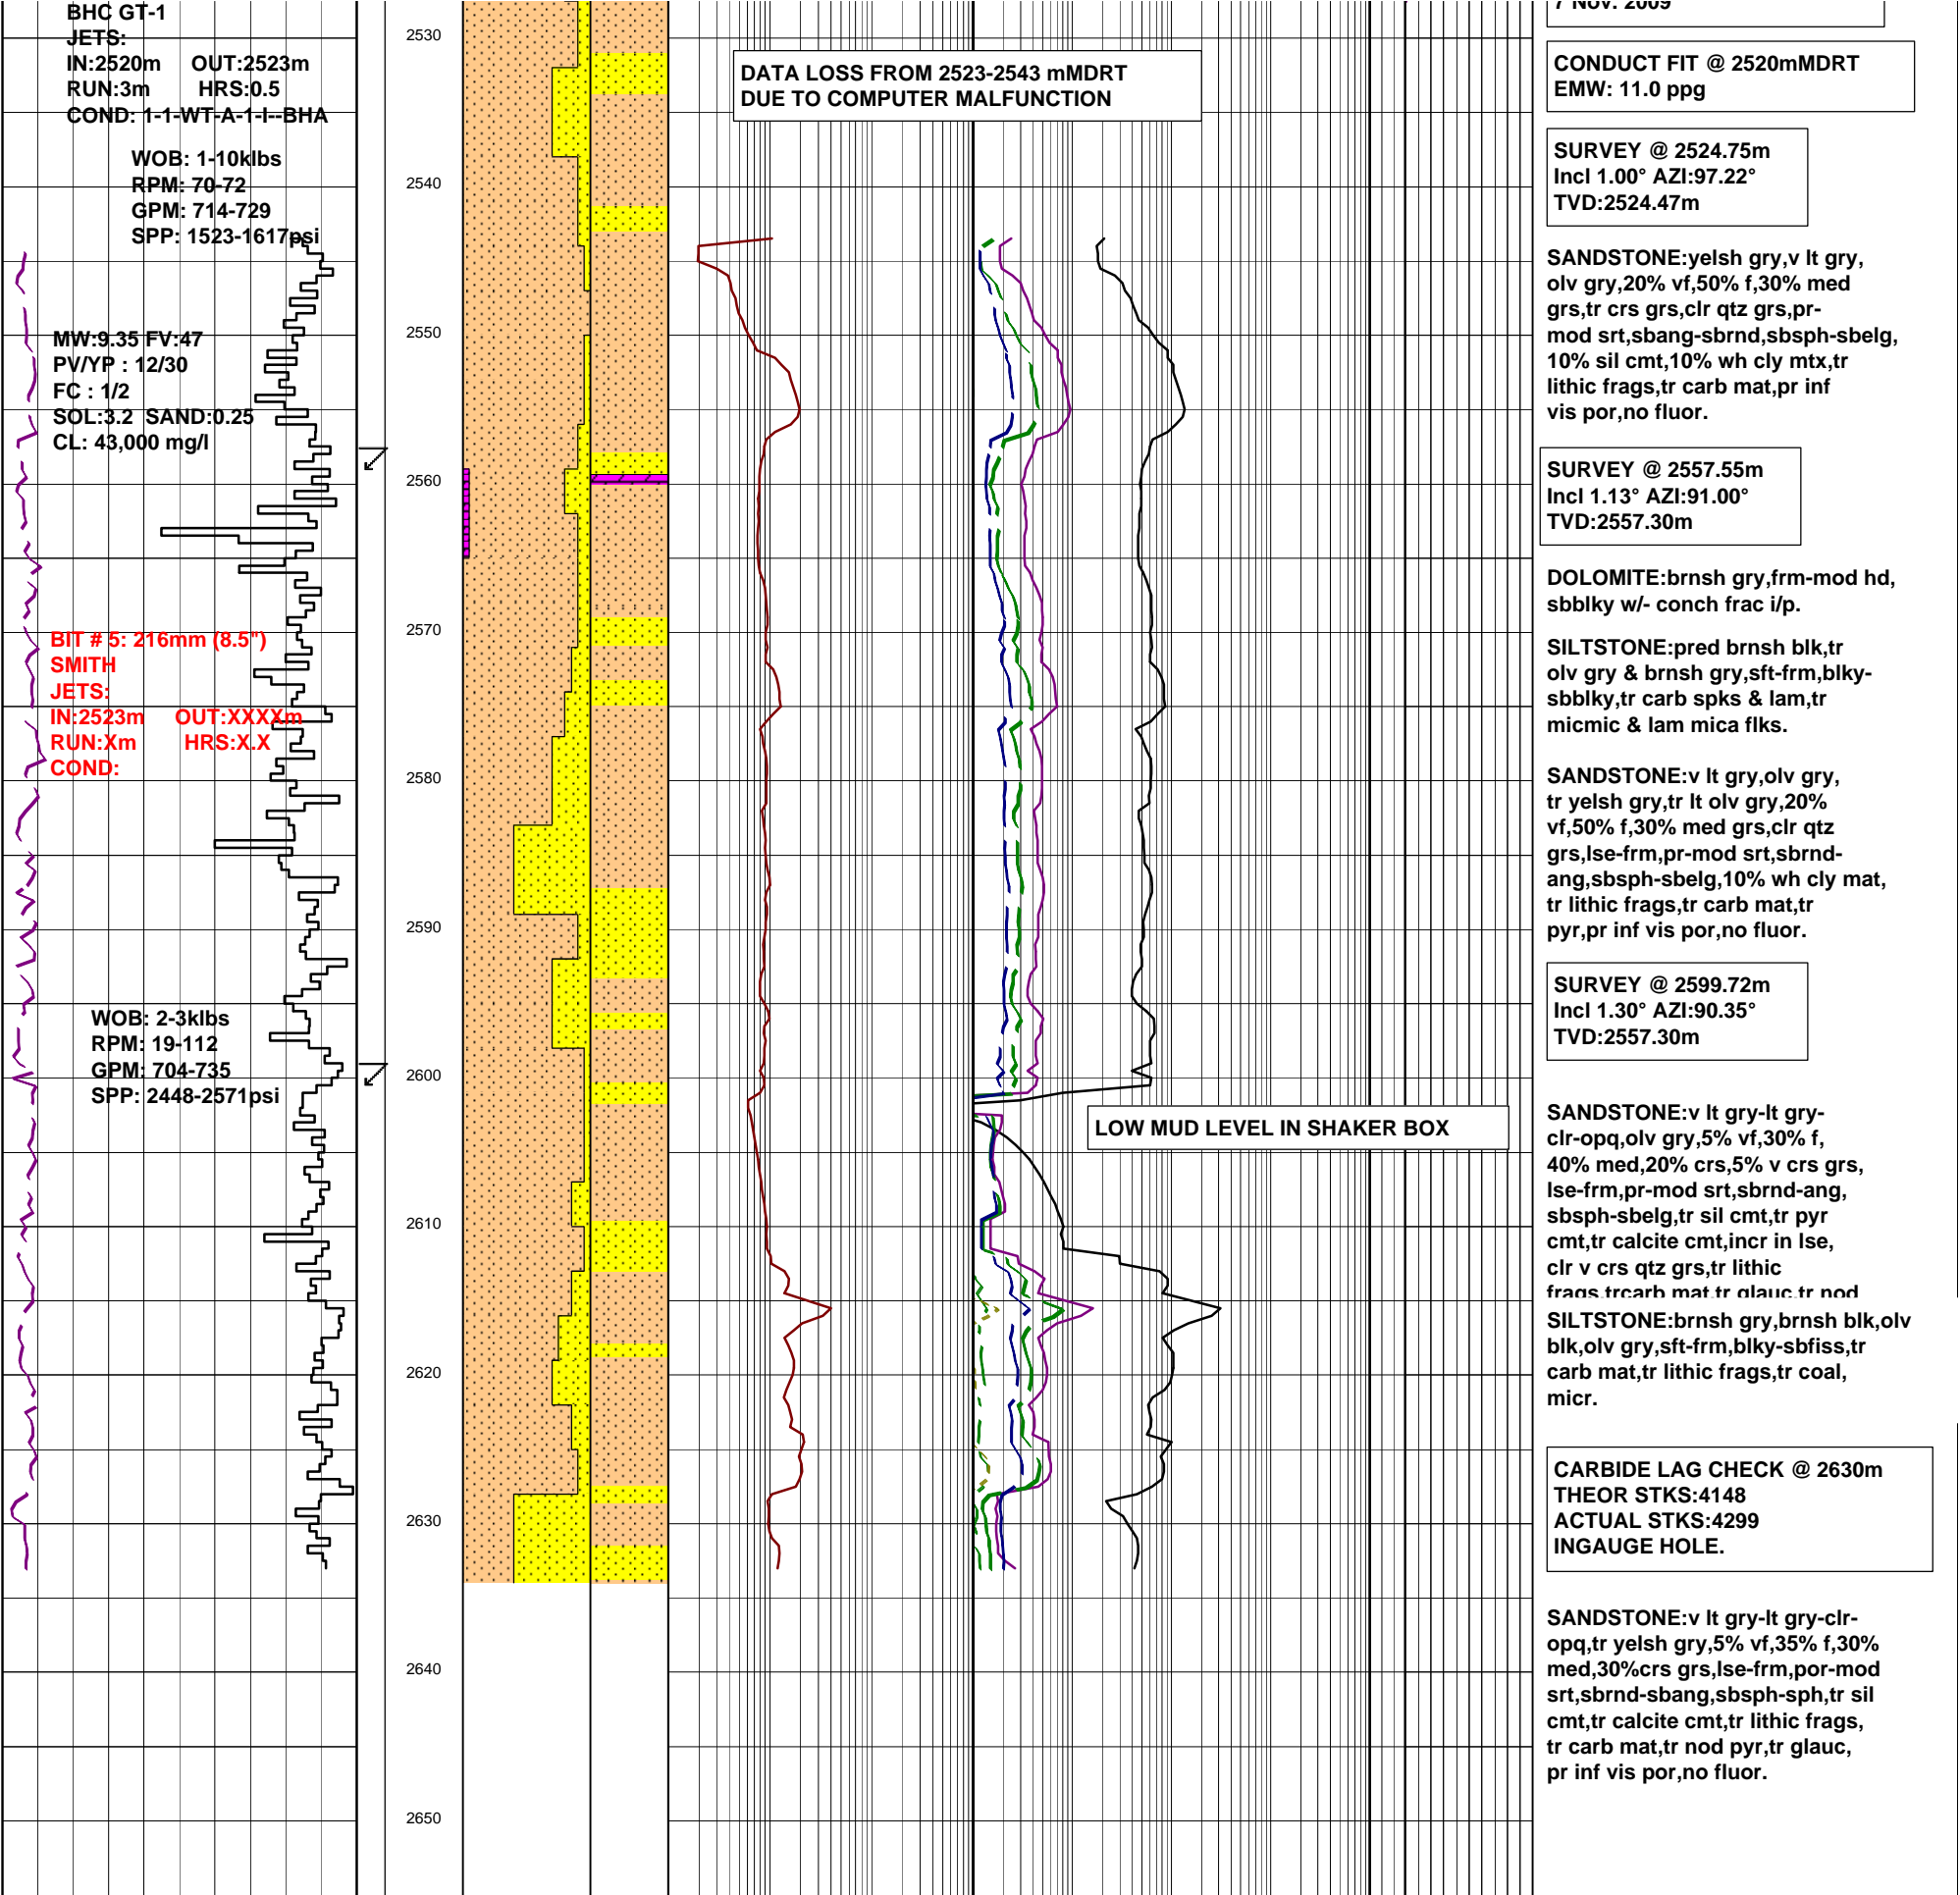 BHC GT-1
JETS:
IN:2520m OUT:2523m
RUN:3m HRS:0.5
COND: 1-1-WT-A-1-I--BHA
WOB: 1-10klbs
RPM: 70-72
GPM: 714-729
SPP: 1523-1617psi
MW:9.35 FV:47
PV/YP : 12/30
FC : 1/2
SOL:3.2 SAND:0.25
CL: 43,000 mg/l
BIT # 5: 216mm (8.5")
SMITH
JETS:
IN:2523m OUT:XXXXm
RUN:Xm HRS:X.X
COND:
WOB: 2-3klbs
RPM: 19-112
GPM: 704-735
SPP: 2448-2571psi
2530
2540
2550
2560
2570
2580
2590
2600
2610
2620
2630
2640
2650
DATA LOSS FROM 2523-2543 mMDRT
DUE TO COMPUTER MALFUNCTION
LOW MUD LEVEL IN SHAKER BOX
7 Nov. 2009
CONDUCT FIT @ 2520mMDRT
EMW: 11.0 ppg
SURVEY @ 2524.75m
Incl 1.00° AZI:97.22°
TVD:2524.47m
SANDSTONE:yelsh gry,v lt gry,
olv gry,20% vf,50% f,30% med
grs,tr crs grs,clr qtz grs,pr-
mod srt,sbang-sbrnd,sbsph-sbelg,
10% sil cmt,10% wh cly mtx,tr
lithic frags,tr carb mat,pr inf
vis por,no fluor.
SURVEY @ 2557.55m
Incl 1.13° AZI:91.00°
TVD:2557.30m
DOLOMITE:brnsh gry,frm-mod hd,
sbblky w/- conch frac i/p.
SILTSTONE:pred brnsh blk,tr
olv gry & brnsh gry,sft-frm,blky-
sbblky,tr carb spks & lam,tr
micmic & lam mica flks.
SANDSTONE:v lt gry,olv gry,
tr yelsh gry,tr lt olv gry,20%
vf,50% f,30% med grs,clr qtz
grs,lse-frm,pr-mod srt,sbrnd-
ang,sbsph-sbelg,10% wh cly mat,
tr lithic frags,tr carb mat,tr
pyr,pr inf vis por,no fluor.
SURVEY @ 2599.72m
Incl 1.30° AZI:90.35°
TVD:2557.30m
SANDSTONE:v lt gry-lt gry-
clr-opq,olv gry,5% vf,30% f,
40% med,20% crs,5% v crs grs,
lse-frm,pr-mod srt,sbrnd-ang,
sbsph-sbelg,tr sil cmt,tr pyr
cmt,tr calcite cmt,incr in lse,
clr v crs qtz grs,tr lithic
frags,trcarb mat,tr glauc,tr nod
SILTSTONE:brnsh gry,brnsh blk,olv
blk,olv gry,sft-frm,blky-sbfiss,tr
carb mat,tr lithic frags,tr coal,
micr.
CARBIDE LAG CHECK @ 2630m
THEOR STKS:4148
ACTUAL STKS:4299
INGAUGE HOLE.
SANDSTONE:v lt gry-lt gry-clr-
opq,tr yelsh gry,5% vf,35% f,30%
med,30%crs grs,lse-frm,por-mod
srt,sbrnd-sbang,sbsph-sph,tr sil
cmt,tr calcite cmt,tr lithic frags,
tr carb mat,tr nod pyr,tr glauc,
pr inf vis por,no fluor.